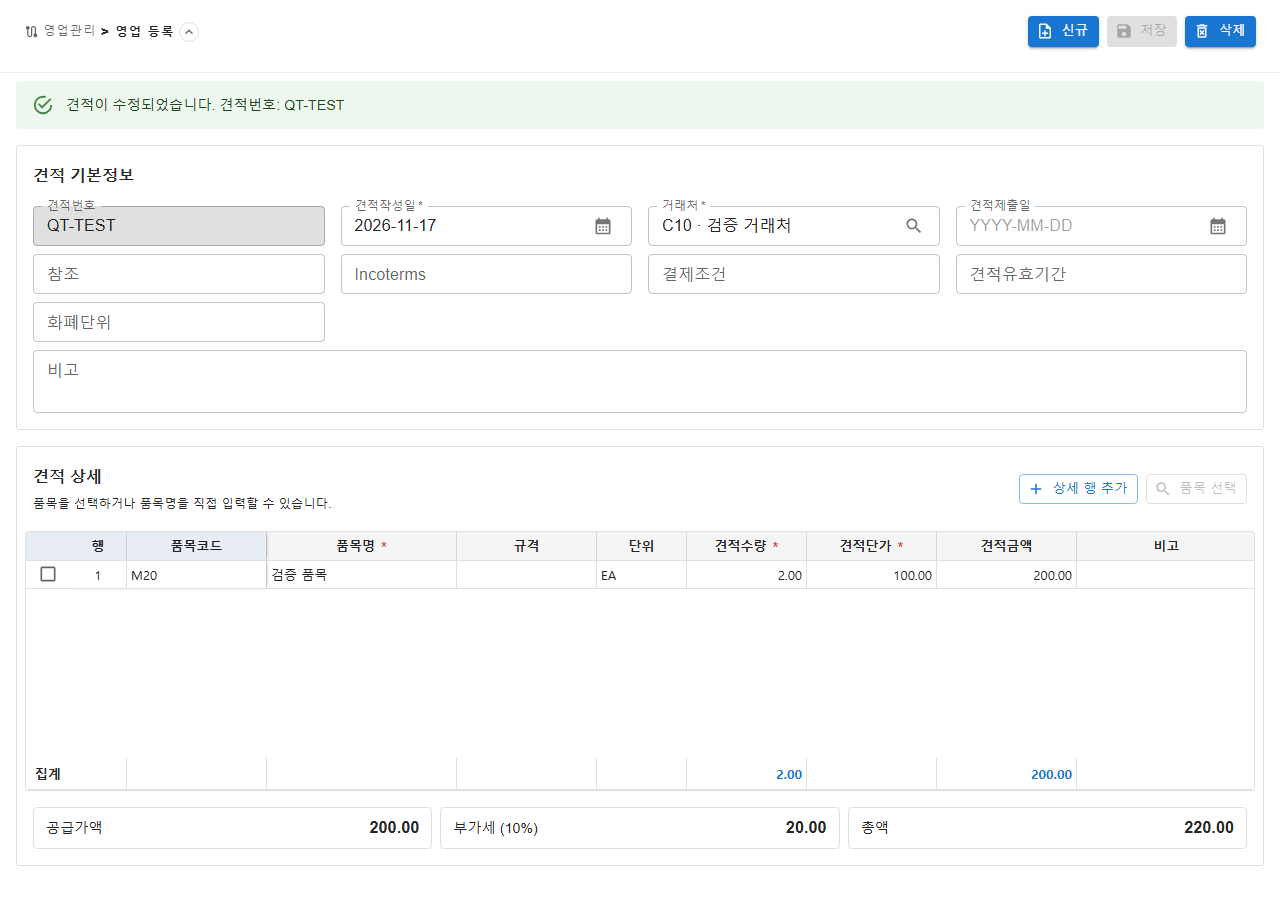 영업관리 > 영업 등록
신규
저장
삭제
견적이 수정되었습니다. 견적번호: QT-TEST
견적 기본정보
견적번호
QT-TEST
견적작성일 *
2026-11-17
거래처 *
C10 · 검증 거래처
견적제출일
YYYY-MM-DD
참조
Incoterms
결제조건
견적유효기간
화폐단위
비고
견적 상세
품목을 선택하거나 품목명을 직접 입력할 수 있습니다.
상세 행 추가
품목 선택
행 품목코드 품목명 * 규격 단위 견적수량 * 견적단가 * 견적금액 비고
1 M20 검증 품목 EA 2.00 100.00 200.00
집계 2.00 200.00
공급가액 200.00
부가세 (10%) 20.00
총액 220.00